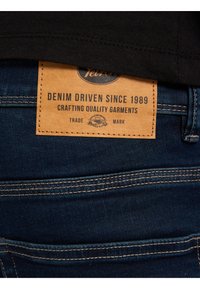 DENIM DRIVEN SINCE 1989
CRAFTING QUALITY GARMENTS
TRADE MARK